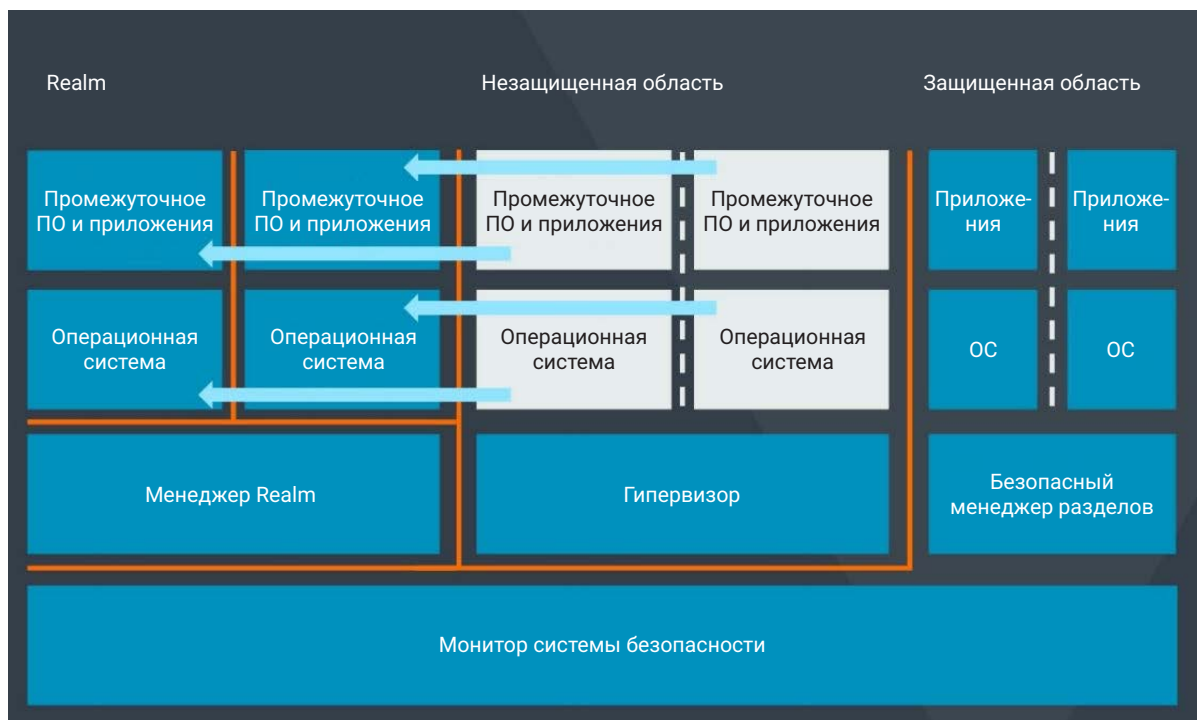 Realm
Незащищенная область
Защищенная область
Промежуточное
ПО и приложения
Промежуточное
ПО и приложения
Промежуточное
ПО и приложения
Промежуточное
ПО и приложения
Приложе-
ния
Приложе-
ния
Операционная
система
Операционная
система
Операционная
система
Операционная
система
ОС
ОС
Менеджер Realm
Гипервизор
Безопасный
менеджер разделов
Монитор системы безопасности